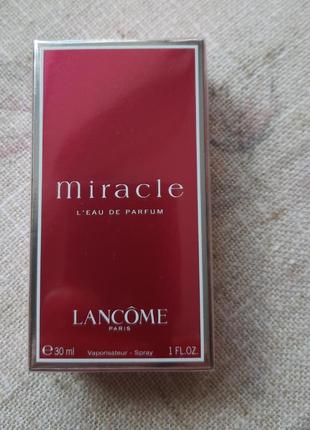 miracle
L'EAU DE PARFUM
LANCÔME
PARIS
e 30 ml Vaporisateur - Spray 1 FL.OZ.